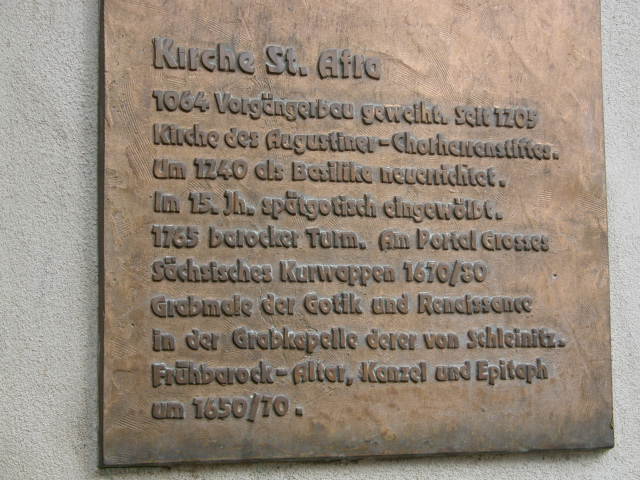 Kirche St. Afra
1064 Vorgängerbau geweiht. Seit 1205
Kirche des Augustiner-Chorherrenstiftes.
Um 1240 als Basilika neuerrichtet.
Im 15. Jh. spätgotisch eingewölbt.
1765 barocker Turm. Am Portal Grosses
Sächsisches Kurwappen 1670/80
Grabmale der Gotik und Renaissance
in der Grabkapelle derer von Schleinitz.
Frühbarock-Altar, Kanzel und Epitaph
um 1650/70.